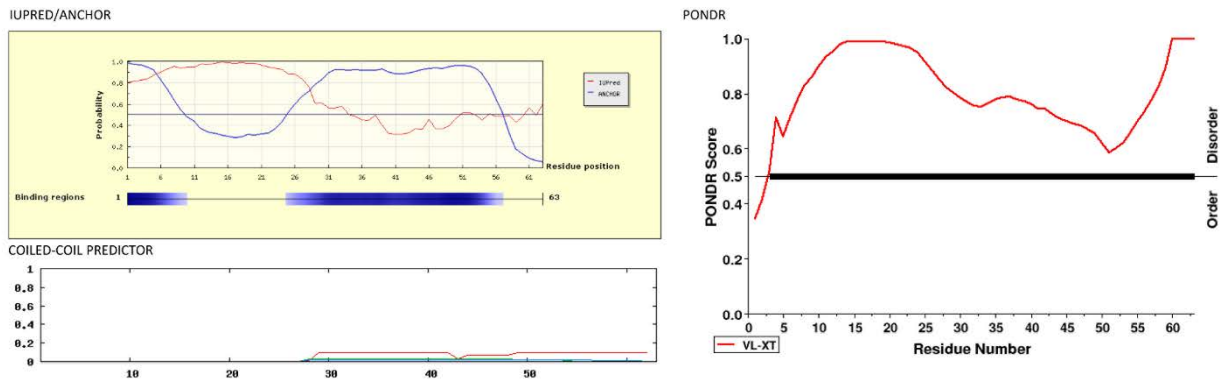 IUPRED/ANCHOR
1.0
0.8
0.6
0.4
0.2
0.0
Probability
1 6 11 16 21 26 31 36 41 46 51 56 61
Residue position
IUPred
ANCHOR
Binding regions 1 63
COILED-COIL PREDICTOR
1
0.8
0.6
0.4
0.2
0
10 20 30 40 50
PONDR
1.0
0.8
0.6
0.5
0.4
0.2
0.0
PONDR Score
Disorder
Order
0 5 10 15 20 25 30 35 40 45 50 55 60
VL-XT
Residue Number